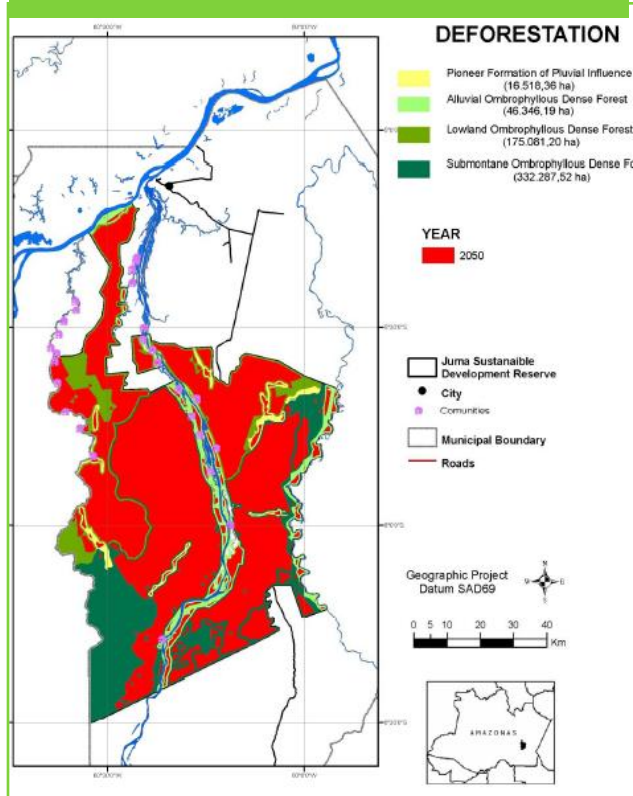 DEFORESTATION
Pioneer Formation of Pluvial Influence
(16.518,36 ha)
Alluvial Ombrophyllous Dense Forest
(46.346,19 ha)
Lowland Ombrophyllous Dense Forest
(175.081,20 ha)
Submontane Ombrophyllous Dense Fo
(332.287,52 ha)
YEAR
2050
Juma Sustanaible
Development Reserve
City
Comunities
Municipal Boundary
Roads
Geographic Project
Datum SAD69
N
W
E
S
0 5 10 20 30 40
Km
AMAZONAS